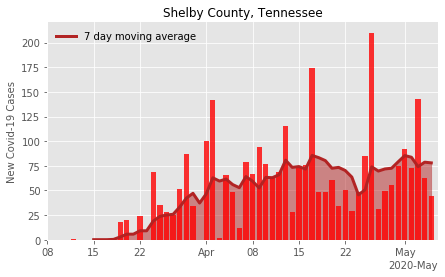 Shelby County, Tennessee
7 day moving average
New Covid-19 Cases
200
175
150
125
100
75
50
25
0
08
15
22
Apr
08
15
22
May
2020-May